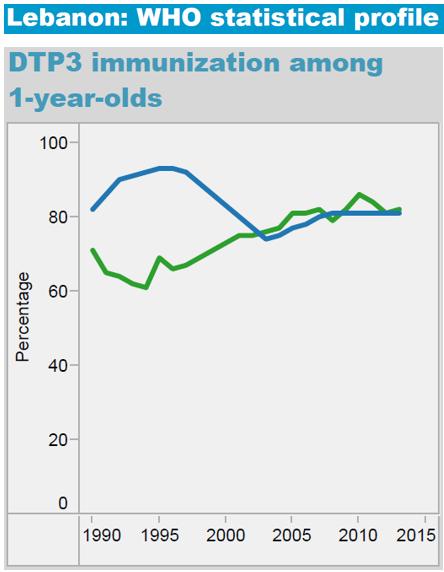 Lebanon: WHO statistical profile
DTP3 immunization among
1-year-olds
100
80
60
40
20
0
Percentage
1990 1995 2000 2005 2010 2015